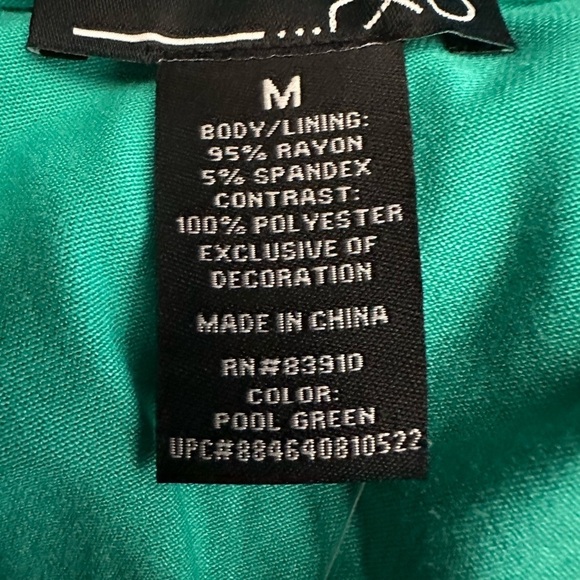 M
BODY/LINING:
95% RAYON
5% SPANDEX
CONTRAST:
100% POLYESTER
EXCLUSIVE OF
DECORATION
MADE IN CHINA
RN#83910
COLOR:
POOL GREEN
UPC#884640810522